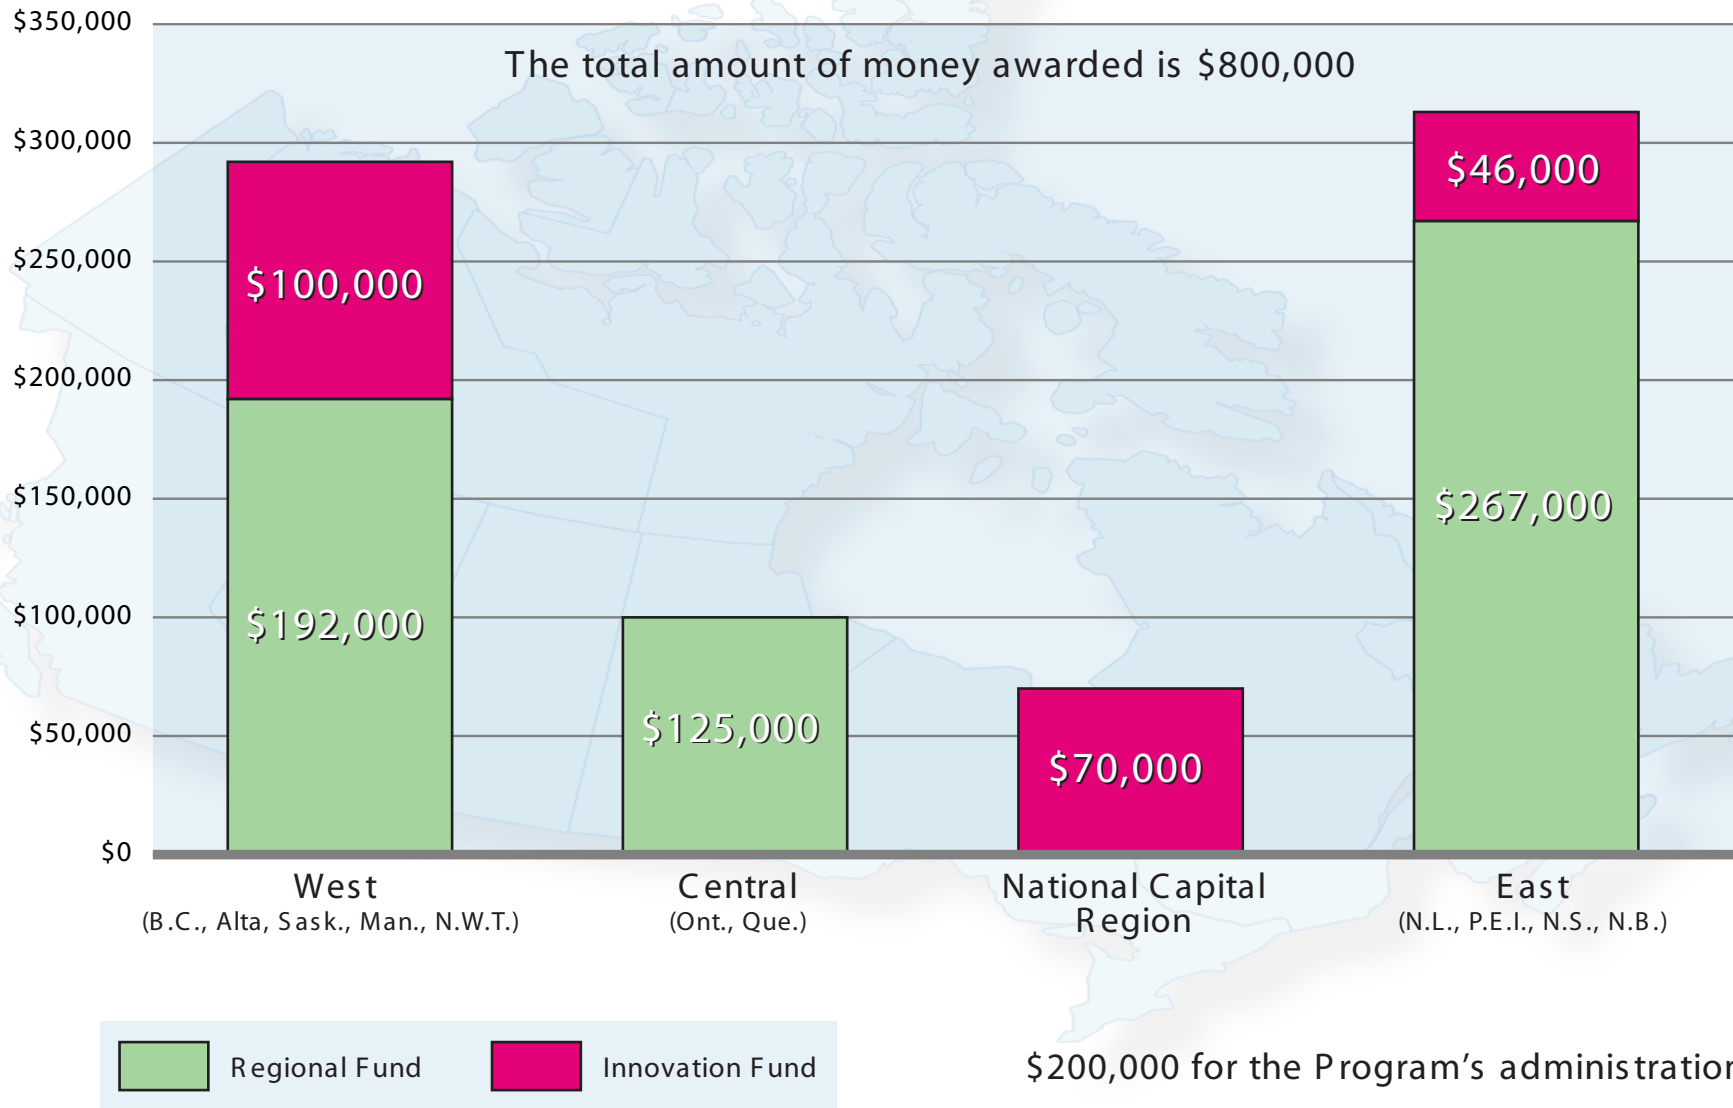 $350,000
The total amount of money awarded is $800,000
$300,000
$46,000
$250,000
$100,000
$200,000
$150,000
$267,000
$100,000
$192,000
$125,000
$50,000
$70,000
$0
West
(B.C., Alta, Sask., Man., N.W.T.)
Central
(Ont., Que.)
National Capital
Region
East
(N.L., P.E.I., N.S., N.B.)
Regional Fund
Innovation Fund
$200,000 for the Program's administration